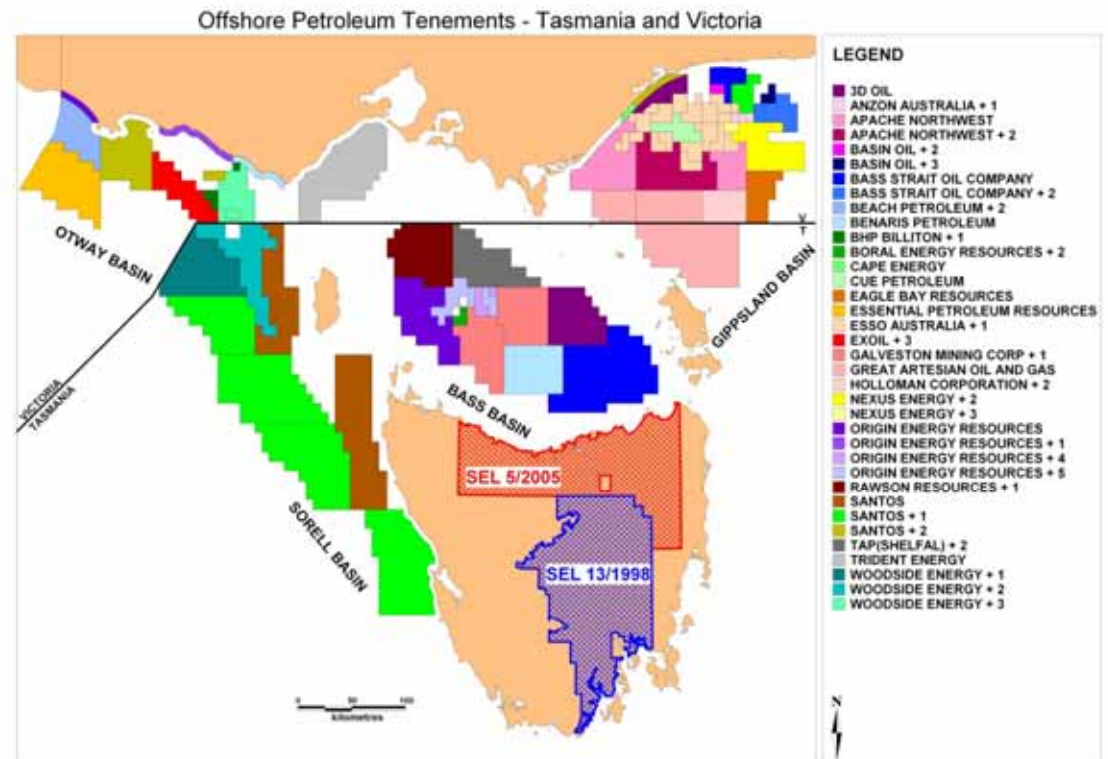 Offshore Petroleum Tenements - Tasmania and Victoria
OTWAY BASIN
VICTORIA
TASMANIA
V
T
GIPPSLAND BASIN
BASS BASIN
SORELL BASIN
SEL 5/2005
SEL 13/1998
0 50 100
kilometres
LEGEND
3D OIL
ANZON AUSTRALIA + 1
APACHE NORTHWEST
APACHE NORTHWEST + 2
BASIN OIL + 2
BASIN OIL + 3
BASS STRAIT OIL COMPANY
BASS STRAIT OIL COMPANY + 2
BEACH PETROLEUM + 2
BENARIS PETROLEUM
BHP BILLITON + 1
BORAL ENERGY RESOURCES + 2
CAPE ENERGY
CUE PETROLEUM
EAGLE BAY RESOURCES
ESSENTIAL PETROLEUM RESOURCES
ESSO AUSTRALIA + 1
EXOIL + 3
GALVESTON MINING CORP + 1
GREAT ARTESIAN OIL AND GAS
HOLLOMAN CORPORATION + 2
NEXUS ENERGY + 2
NEXUS ENERGY + 3
ORIGIN ENERGY RESOURCES
ORIGIN ENERGY RESOURCES + 1
ORIGIN ENERGY RESOURCES + 4
ORIGIN ENERGY RESOURCES + 5
RAWSON RESOURCES + 1
SANTOS
SANTOS + 1
SANTOS + 2
TAP(SHELFAL) + 2
TRIDENT ENERGY
WOODSIDE ENERGY + 1
WOODSIDE ENERGY + 2
WOODSIDE ENERGY + 3
N